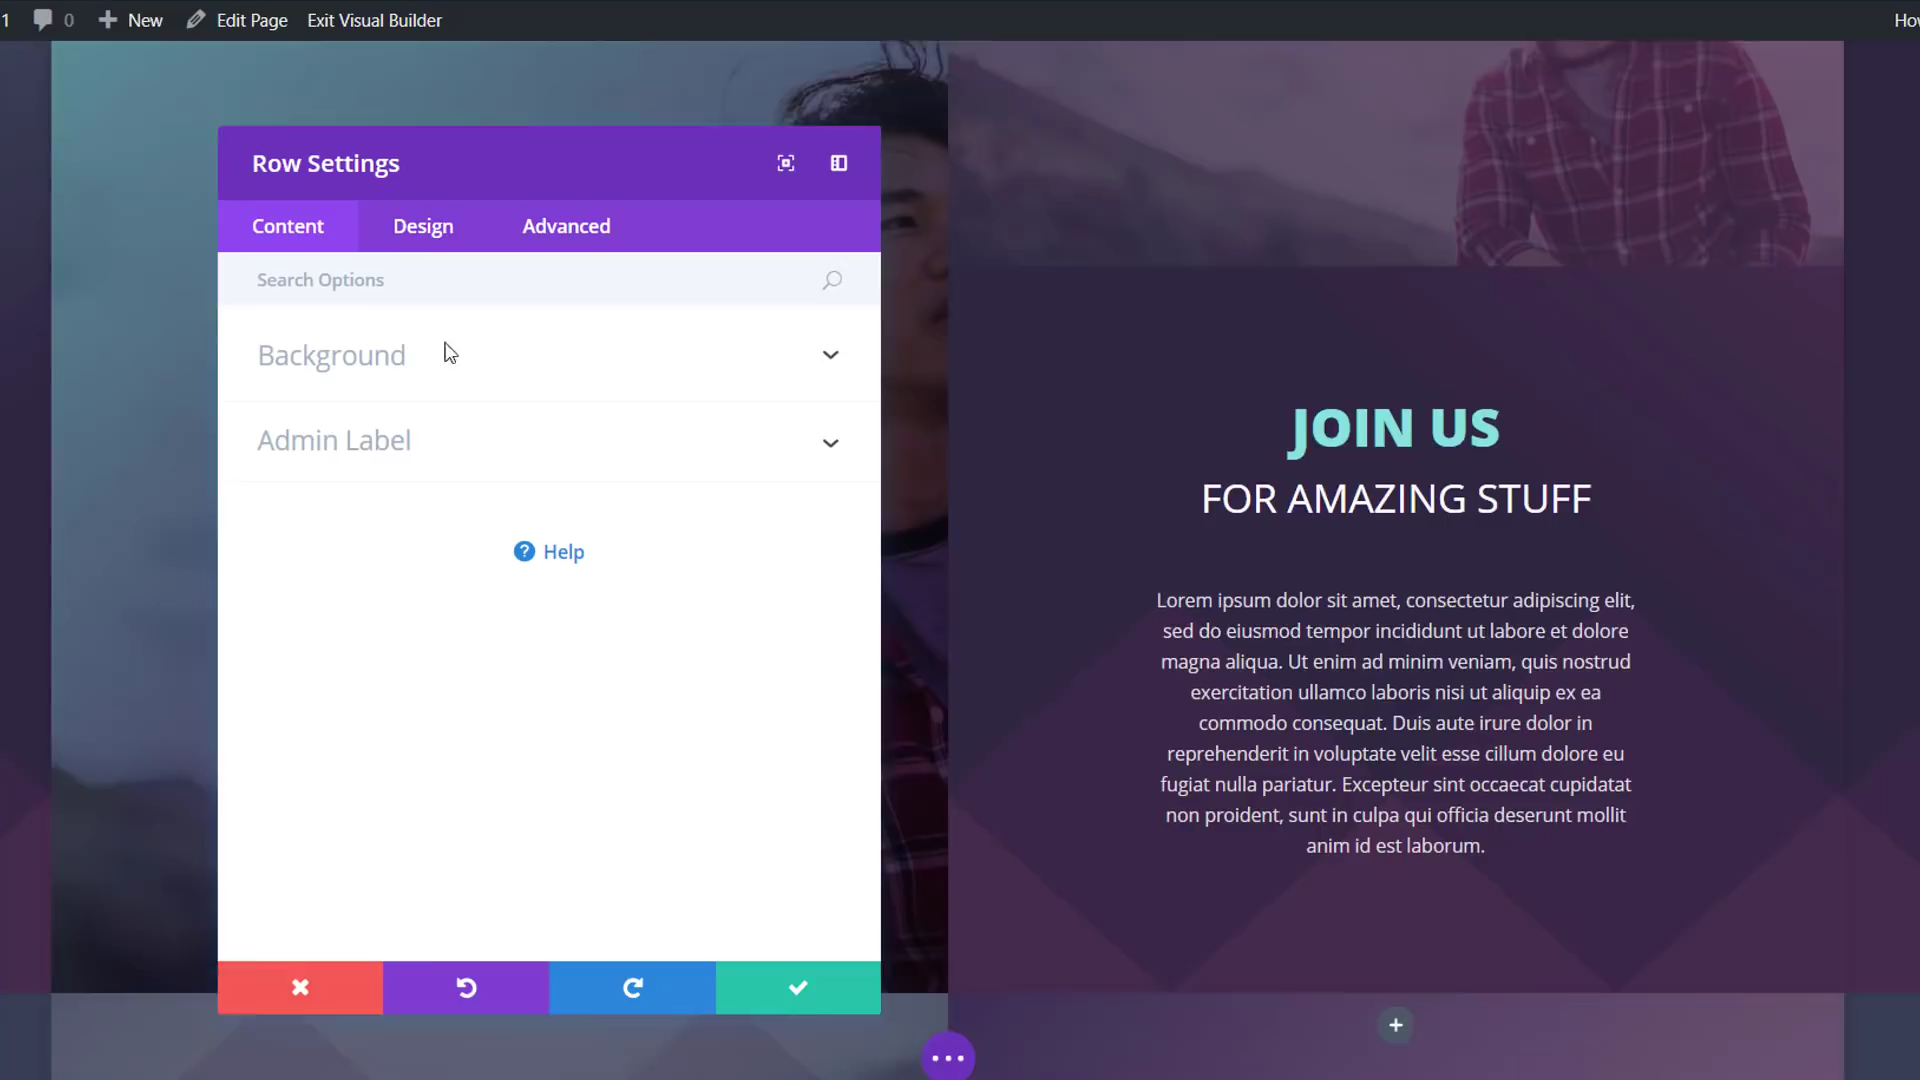 1 0 New Edit Page Exit Visual Builder
Row Settings
Content Design Advanced
Search Options
Background
Admin Label
? Help
JOIN US
FOR AMAZING STUFF
Lorem ipsum dolor sit amet, consectetur adipiscing elit,
sed do eiusmod tempor incididunt ut labore et dolore
magna aliqua. Ut enim ad minim veniam, quis nostrud
exercitation ullamco laboris nisi ut aliquip ex ea
commodo consequat. Duis aute irure dolor in
reprehenderit in voluptate velit esse cillum dolore eu
fugiat nulla pariatur. Excepteur sint occaecat cupidatat
non proident, sunt in culpa qui officia deserunt mollit
anim id est laborum.